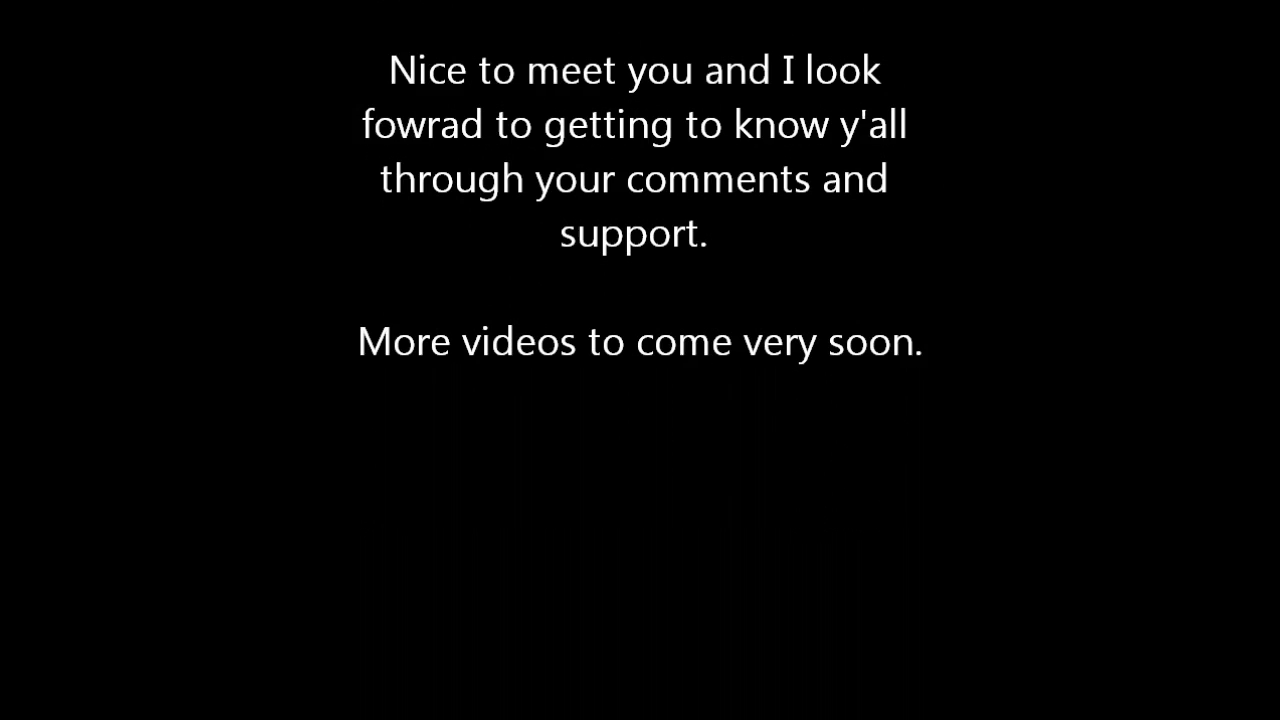 Nice to meet you and I look
fowrad to getting to know y'all
through your comments and
support.
More videos to come very soon.